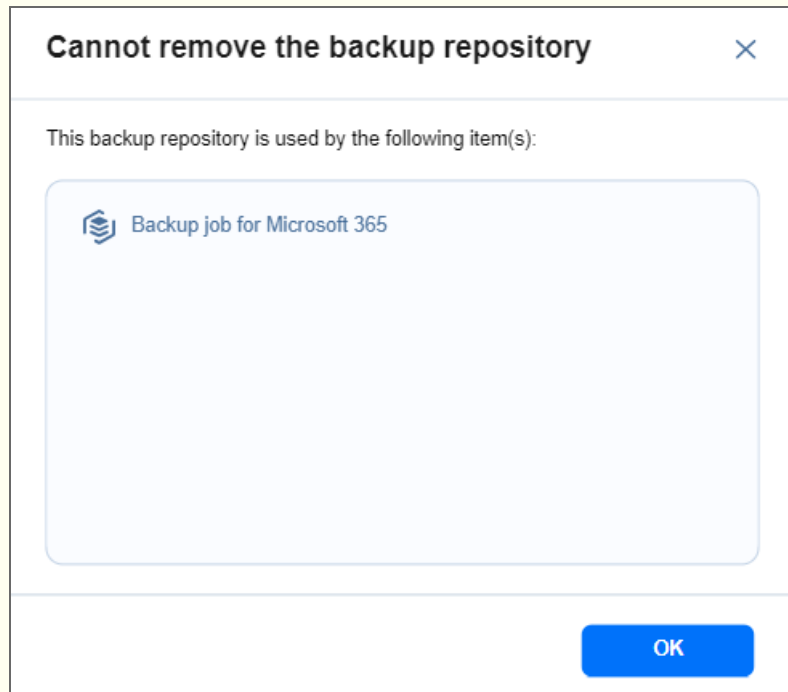 Cannot remove the backup repository
This backup repository is used by the following item(s):
Backup job for Microsoft 365
OK